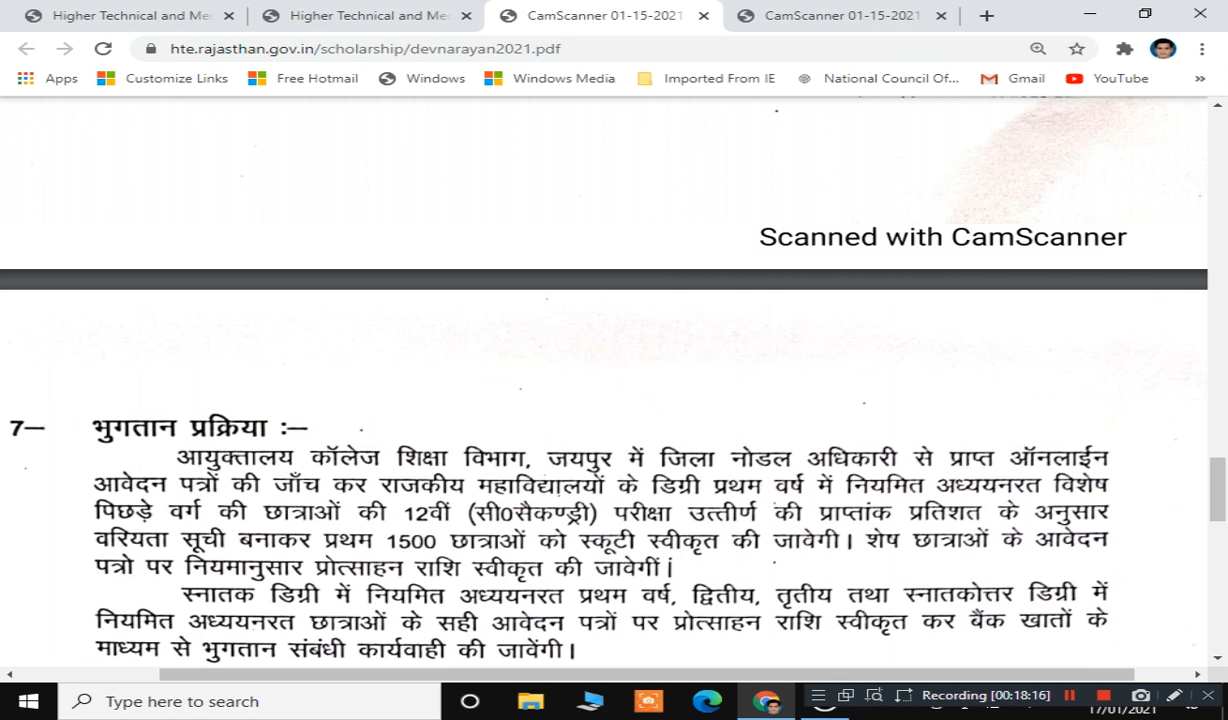 Higher Technical and Me
Higher Technical and Me
CamScanner 01-15-2021
CamScanner 01-15-2021
hte.rajasthan.gov.in/scholarship/devnarayan2021.pdf
Apps Customize Links Free Hotmail Windows Windows Media Imported From IE National Council Of... Gmail YouTube »
Scanned with CamScanner
7— भुगतान प्रक्रिया :—
आयुक्तालय कॉलेज शिक्षा विभाग, जयपुर में जिला नोडल अधिकारी से प्राप्त ऑनलाईन
आवेदन पत्रों की जाँच कर राजकीय महाविद्यालयों के डिग्री प्रथम वर्ष में नियमित अध्ययनरत विशेष
पिछड़े वर्ग की छात्राओं की 12वीं (सी0सैकण्ड्री) परीक्षा उत्तीर्ण की प्राप्तांक प्रतिशत के अनुसार
वरियता सूची बनाकर प्रथम 1500 छात्राओं को स्कूटी स्वीकृत की जावेगी। शेष छात्राओं के आवेदन
पत्रो पर नियमानुसार प्रोत्साहन राशि स्वीकृत की जावेगीं।
स्नातक डिग्री में नियमित अध्ययनरत प्रथम वर्ष, द्वितीय, तृतीय तथा स्नातकोत्तर डिग्री में
नियमित अध्ययनरत छात्राओं के सही आवेदन पत्रों पर प्रोत्साहन राशि स्वीकृत कर बैंक खातों के
माध्यम से भुगतान संबंधी कार्यवाही की जावेंगी।
Type here to search
Recording [00:18:16]
17/01/2021